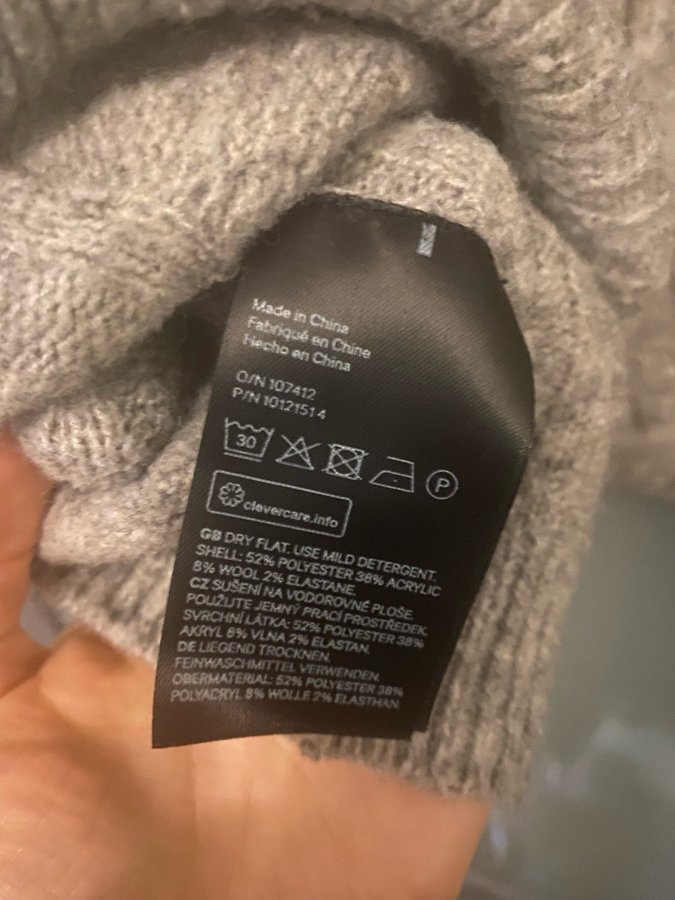 Made in China
Fabriqué en Chine
Hecho en China
O/N 107412
P/N 1012151 4
30
P
clevercare.info
GB DRY FLAT. USE MILD DETERGENT.
SHELL: 52% POLYESTER 38% ACRYLIC
8% WOOL 2% ELASTANE.
CZ SUŠENÍ NA VODOROVNÉ PLOŠE.
POUŽIJTE JEMNÝ PRACÍ PROSTŘEDEK.
SVRCHNÍ LÁTKA: 52% POLYESTER 38%
AKRYL 8% VLNA 2% ELASTAN.
DE LIEGEND TROCKNEN.
FEINWASCHMITTEL VERWENDEN.
OBERMATERIAL: 52% POLYESTER 38%
POLYACRYL 8% WOLLE 2% ELASTHAN.